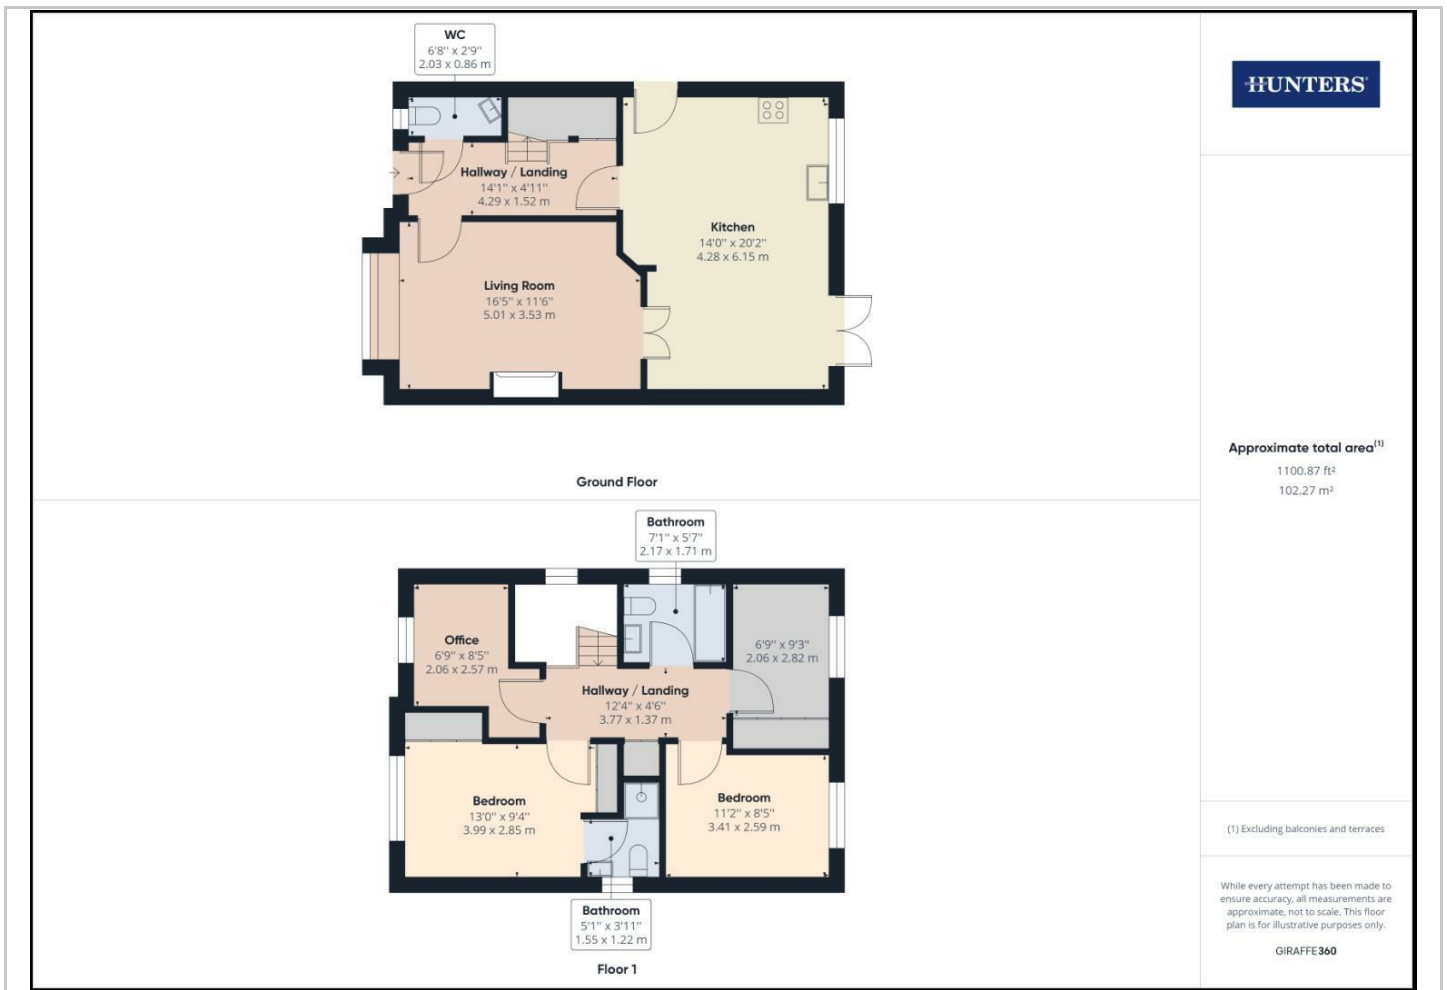 WC
6'8" x 2'9"
2.03 x 0.86 m
Hallway / Landing
14'1" x 4'11"
4.29 x 1.52 m
Kitchen
14'0" x 20'2"
4.28 x 6.15 m
Living Room
16'5" x 11'6"
5.01 x 3.53 m
Ground Floor
Bathroom
7'1" x 5'7"
2.17 x 1.71 m
Office
6'9" x 8'5"
2.06 x 2.57 m
6'9" x 9'3"
2.06 x 2.82 m
Hallway / Landing
12'4" x 4'6"
3.77 x 1.37 m
Bedroom
13'0" x 9'4"
3.99 x 2.85 m
Bedroom
11'2" x 8'5"
3.41 x 2.59 m
Bathroom
5'1" x 3'11"
1.55 x 1.22 m
Floor 1
HUNTERS
Approximate total area(1)
1100.87 ft²
102.27 m²
(1) Excluding balconies and terraces
While every attempt has been made to
ensure accuracy, all measurements are
approximate, not to scale. This floor
plan is for illustrative purposes only.
GIRAFFE360